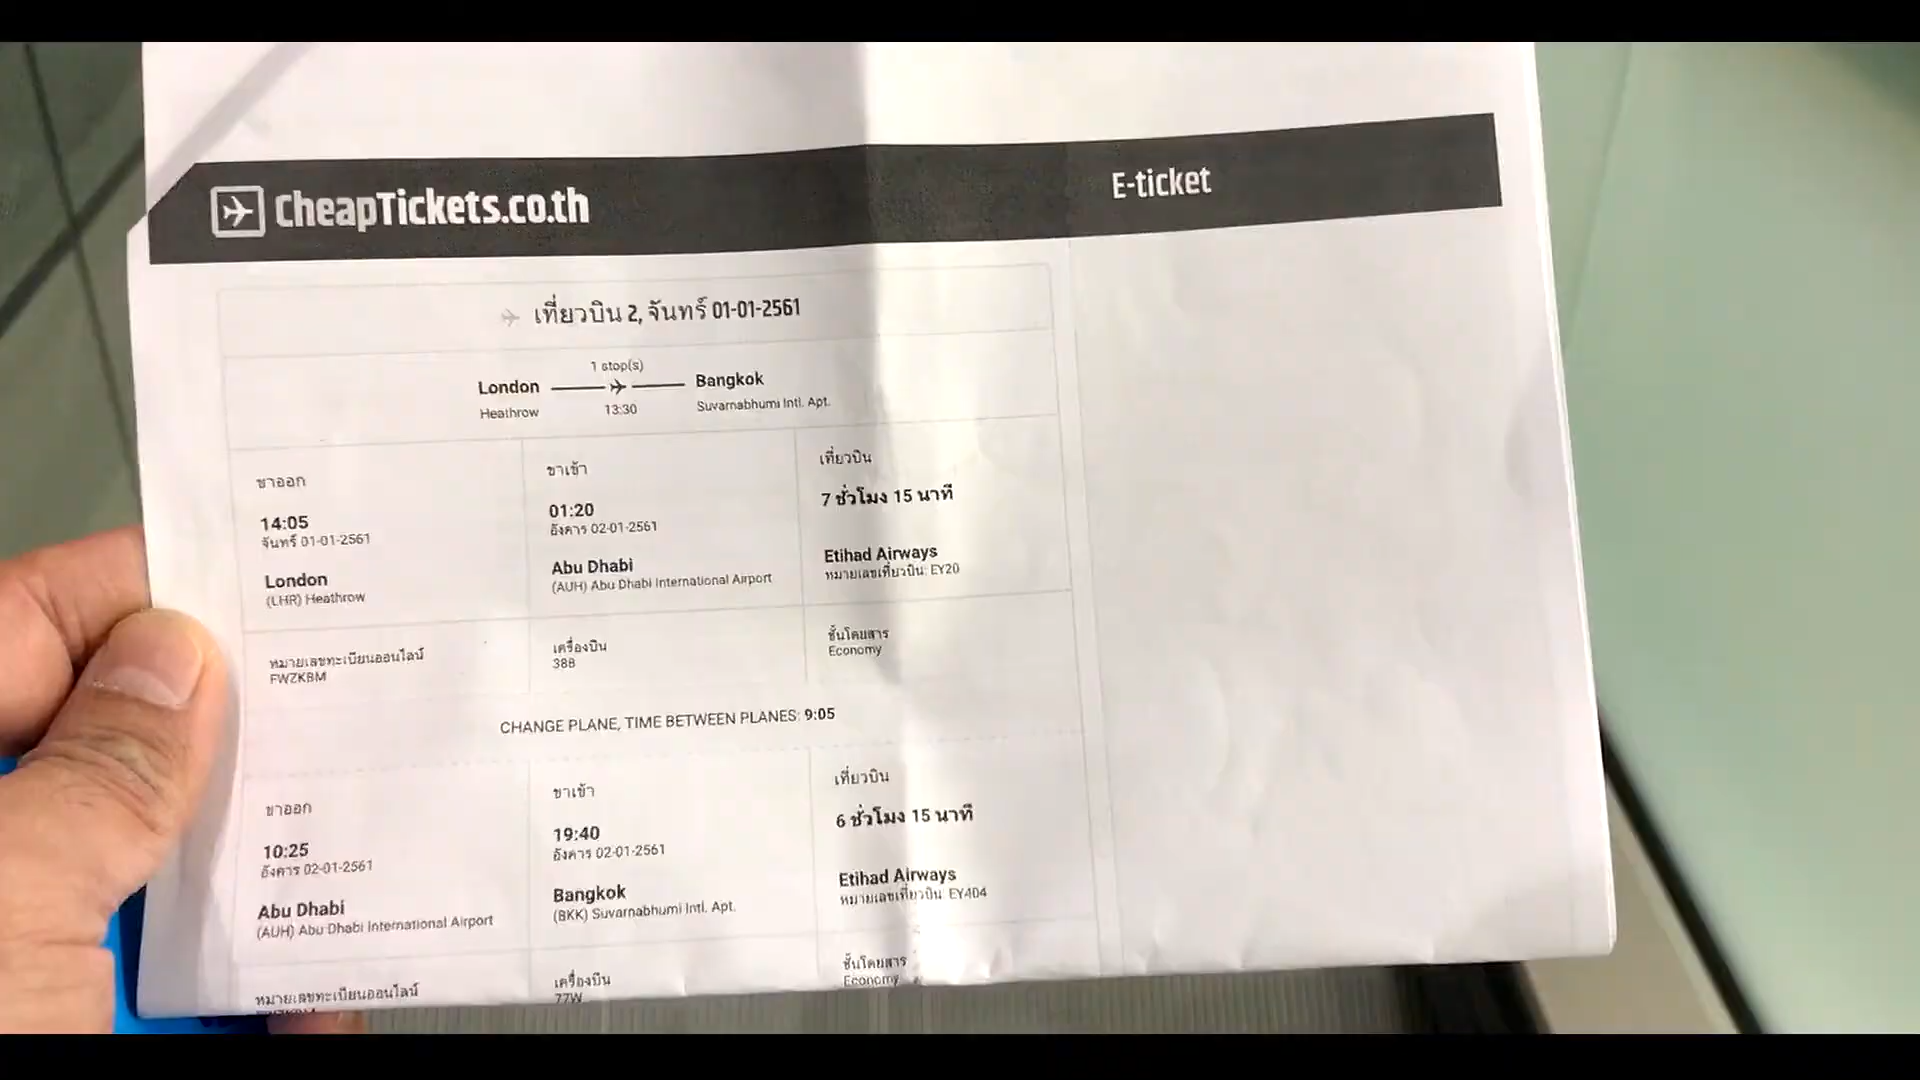 CheapTickets.co.th
E-ticket
เที่ยวบิน 2, จันทร์ 01-01-2561
1 stop(s)
London Bangkok
Heathrow 13:30 Suvarnabhumi Intl. Apt.
ขาออก ขาเข้า เที่ยวบิน
14:05 01:20 7 ชั่วโมง 15 นาที
จันทร์ 01-01-2561 อังคาร 02-01-2561
London Abu Dhabi Etihad Airways
(LHR) Heathrow (AUH) Abu Dhabi International Airport หมายเลขเที่ยวบิน: EY20
หมายเลขทะเบียนออนไลน์ เครื่องบิน ชั้นโดยสาร
FWZKBM 388 Economy
CHANGE PLANE, TIME BETWEEN PLANES: 9:05
ขาออก ขาเข้า เที่ยวบิน
10:25 19:40 6 ชั่วโมง 15 นาที
อังคาร 02-01-2561 อังคาร 02-01-2561
Abu Dhabi Bangkok Etihad Airways
(AUH) Abu Dhabi International Airport (BKK) Suvarnabhumi Intl. Apt. หมายเลขเที่ยวบิน: EY404
หมายเลขทะเบียนออนไลน์ เครื่องบิน ชั้นโดยสาร
77W Economy